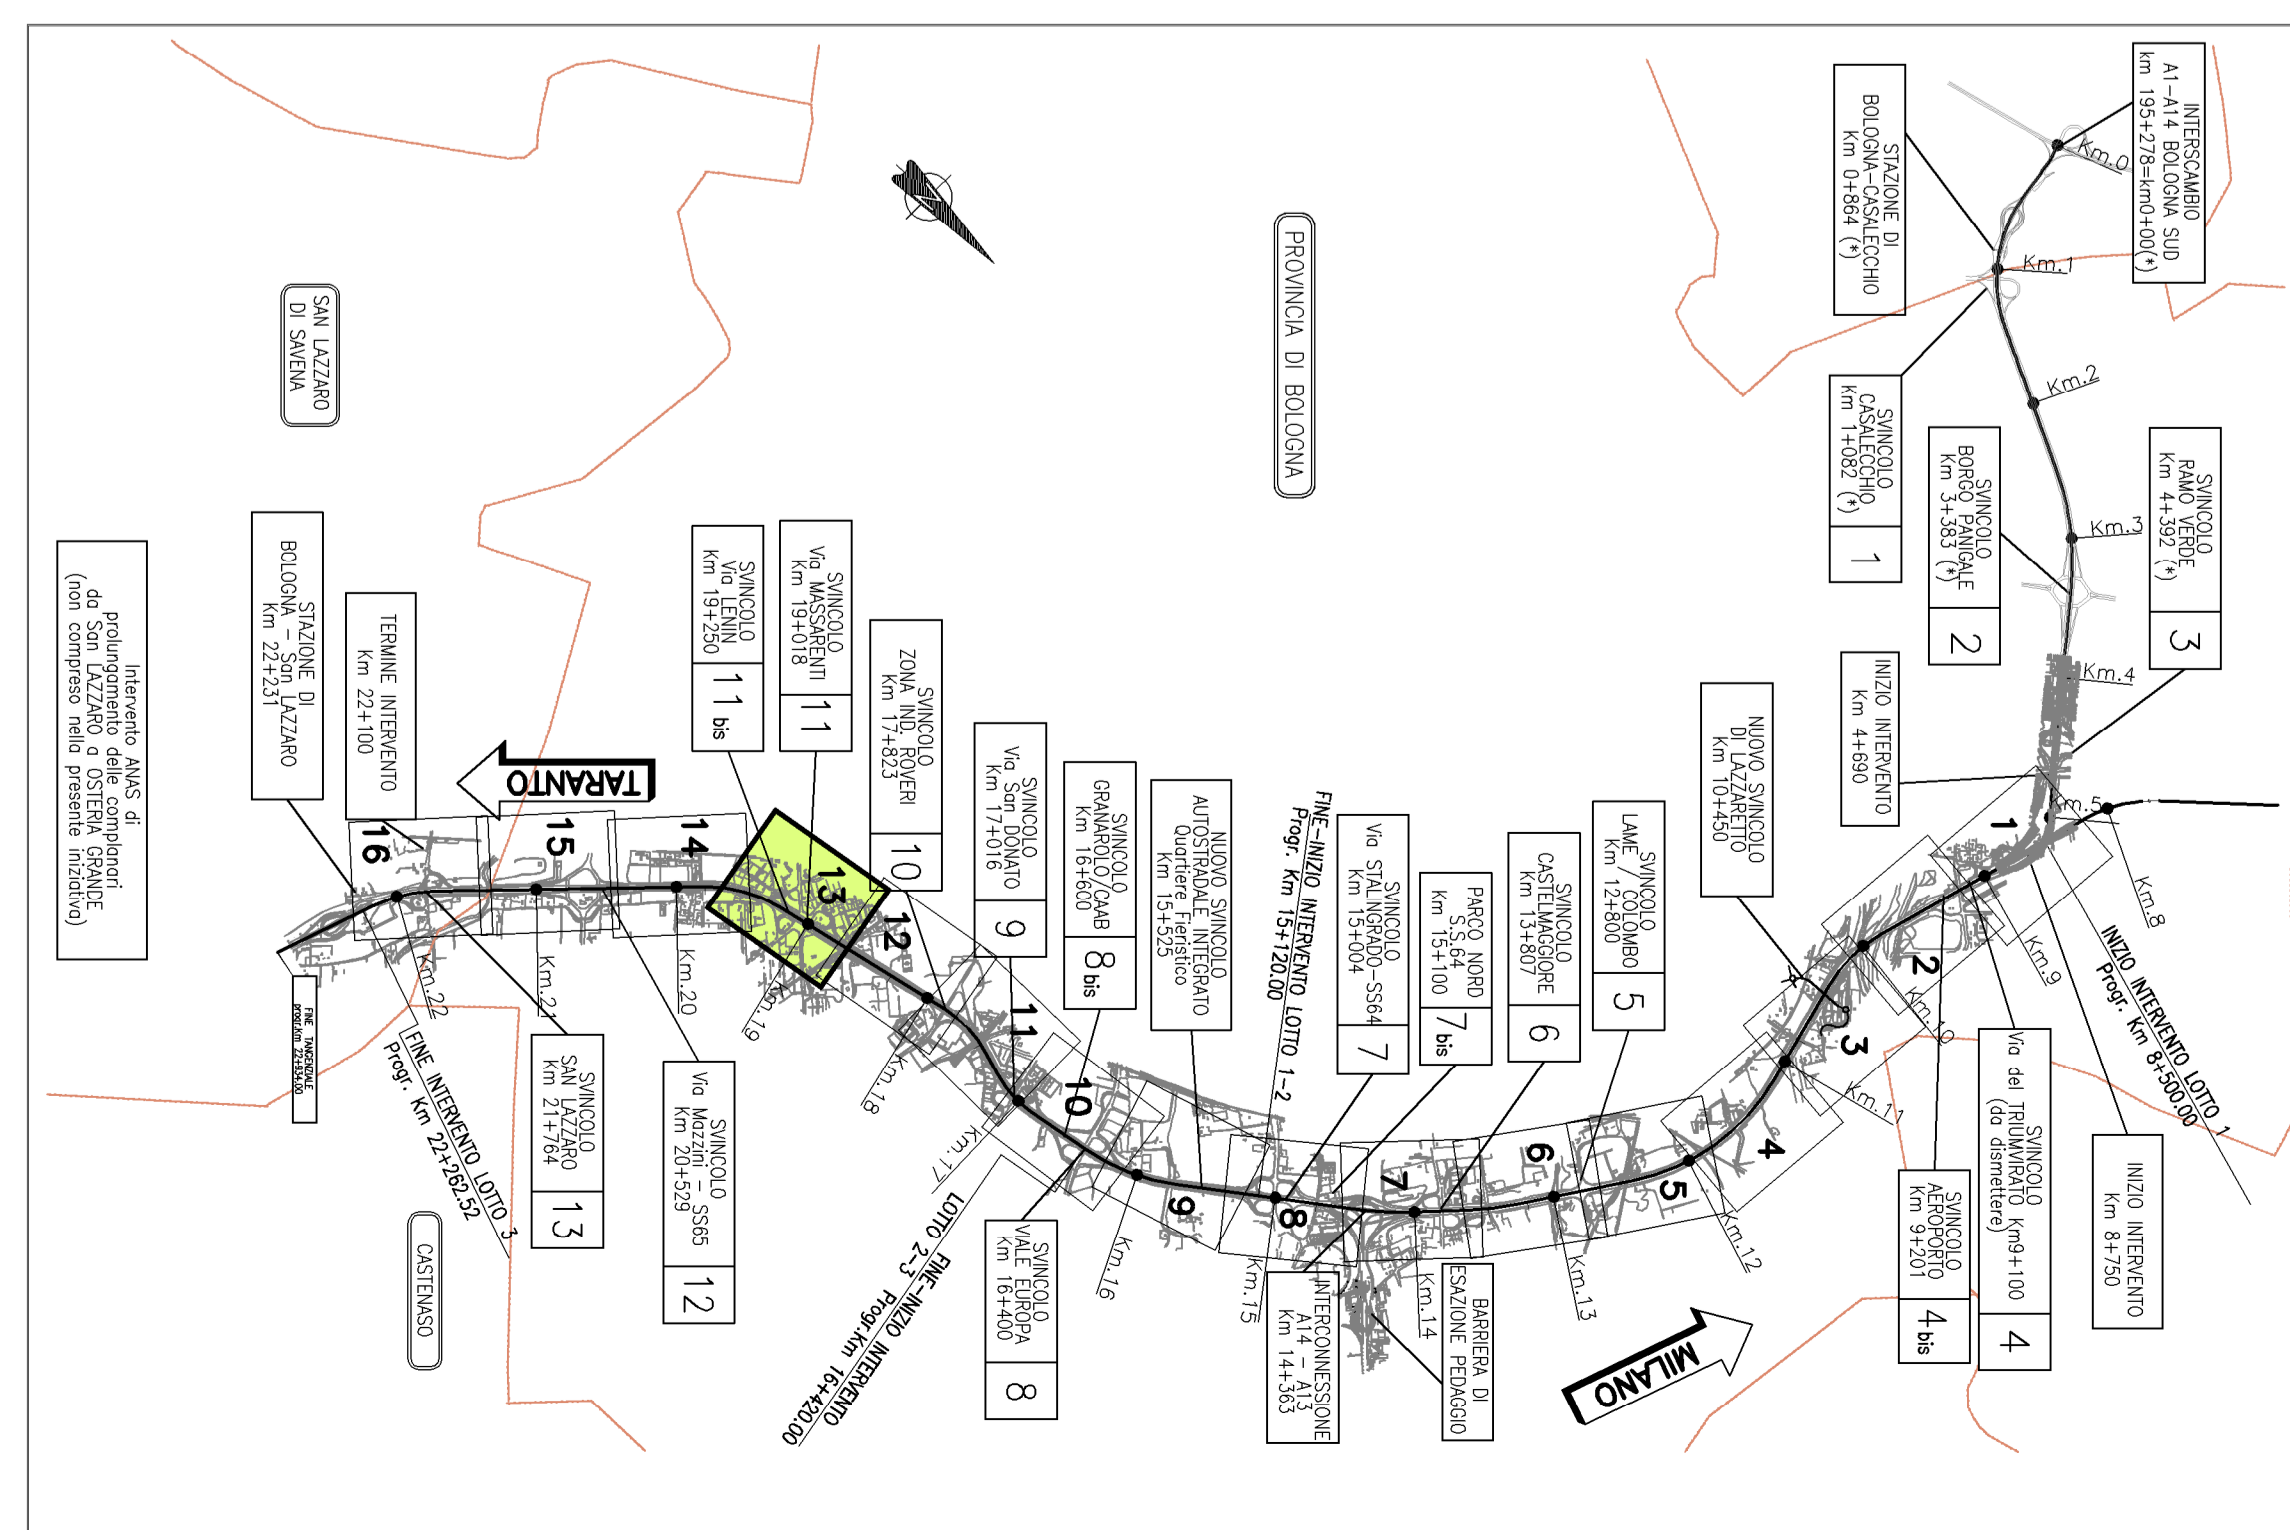 INTERSCAMBIO
A1-A14 BOLOGNA SUD
km 195+278=km0+00(*)
STAZIONE DI
BOLOGNA-CASALECCHIO
Km 0+864 (*)
SVINCOLO
CASALECCHIO
Km 1+082 (*)
1
SVINCOLO
BORGO PANIGALE
Km 3+383 (*)
2
SVINCOLO
RAMO VERDE
Km 4+392 (*)
3
INIZIO INTERVENTO
Km 4+690
NUOVO SVINCOLO
DI LAZZARETTO
Km 10+450
SVINCOLO
LAME / COLOMBO
Km 12+800
5
SVINCOLO
CASTELMAGGIORE
Km 13+807
6
PARCO NORD
S.S.64
Km 15+100
7 bis
SVINCOLO
Via STALINGRADO-SS64
Km 15+004
7
FINE-INIZIO INTERVENTO LOTTO 1-2
Progr. Km 15+120.00
NUOVO SVINCOLO
AUTOSTRADALE INTEGRATO
Quartiere Fieristico
Km 15+525
SVINCOLO
GRANAROLO/CAAB
Km 16+600
8 bis
SVINCOLO
Via San DONATO
Km 17+016
9
SVINCOLO
ZONA IND. ROVERI
Km 17+823
10
SVINCOLO
Via MASSARENTI
Km 19+018
11
SVINCOLO
Via LENIN
Km 19+250
11 bis
TERMINE INTERVENTO
Km 22+100
STAZIONE DI
BOLOGNA - San LAZZARO
Km 22+231
Intervento ANAS di
prolungamento delle complanari
da San LAZZARO a OSTERIA GRANDE
(non compreso nella presente iniziativa)
PROVINCIA DI BOLOGNA
SAN LAZZARO
DI SAVENA
CASTENASO
TARANTO
MILANO
INIZIO INTERVENTO LOTTO 1
Progr. Km 8+500.00
INIZIO INTERVENTO
Km 8+750
SVINCOLO
Via del TRIUMVIRATO Km9+100
(da dismettere)
4
SVINCOLO
AEROPORTO
Km 9+201
4 bis
BARRIERA DI
ESAZIONE PEDAGGIO
INTERCONNESSIONE
A14 - A13
Km 14+363
SVINCOLO
VIALE EUROPA
Km 16+400
8
FINE-INIZIO INTERVENTO
LOTTO 2-3 Progr.Km 16+420.00
SVINCOLO
Via Mazzini - SS65
Km 20+529
12
SVINCOLO
SAN LAZZARO
Km 21+764
13
FINE INTERVENTO LOTTO 3
Progr. Km 22+262.52
FINE TANGENZIALE
progr.Km 22+934.00
Km.0
Km.1
Km.2
Km.3
Km.4
Km.5
Km.8
Km.9
Km.10
Km.11
Km.12
Km.13
Km.14
Km.15
Km.16
Km.17
Km.18
Km.19
Km.20
Km.21
Km.22
1
2
3
4
5
6
7
8
9
10
11
12
13
14
15
16